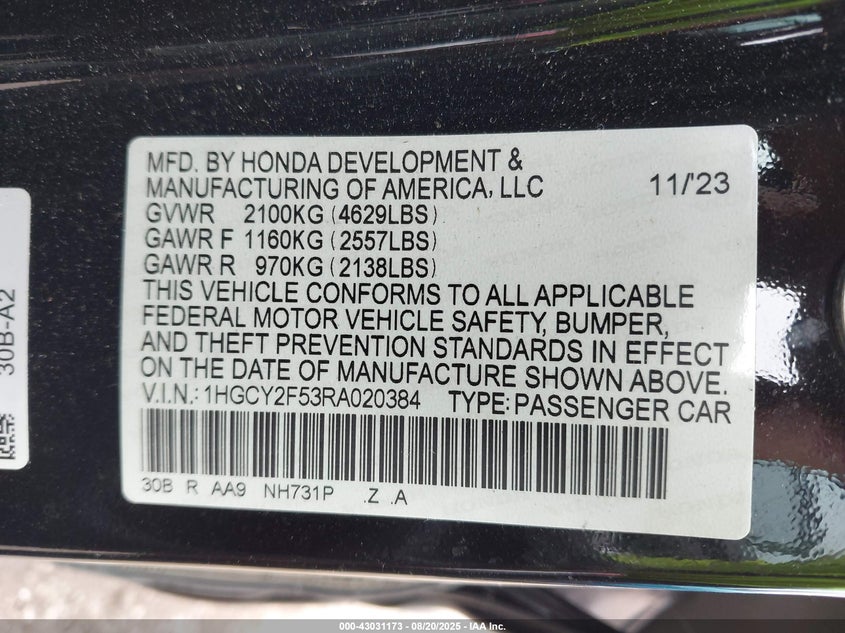 MFD. BY HONDA DEVELOPMENT &
MANUFACTURING OF AMERICA, LLC 11/'23
GVWR 2100KG (4629LBS)
GAWR F 1160KG (2557LBS)
GAWR R 970KG (2138LBS)
THIS VEHICLE CONFORMS TO ALL APPLICABLE
FEDERAL MOTOR VEHICLE SAFETY, BUMPER,
AND THEFT PREVENTION STANDARDS IN EFFECT
ON THE DATE OF MANUFACTURE SHOWN ABOVE.
V.I.N.: 1HGCY2F53RA020384 TYPE: PASSENGER CAR
30B R AA9 NH731P .Z .A
30B-A2
000-43031173 - 08/20/2025 - IAA, Inc.